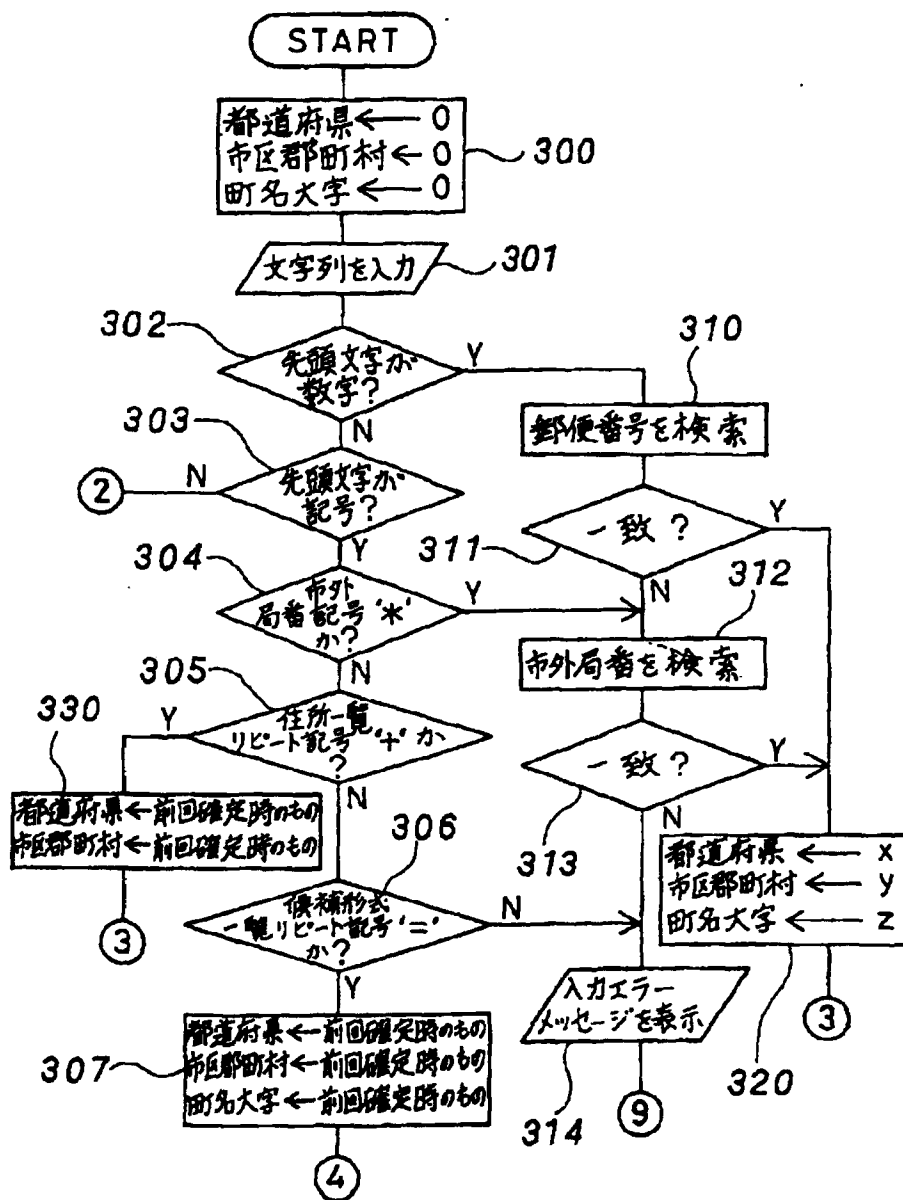 START
都道府県←0
市区郡町村←0
町名大字←0
300
文字列を入力
301
302
先頭文字が
数字?
Y
N
310
郵便番号を検索
303
先頭文字が
記号?
N
②
Y
一致?
Y
311
N
304
市外
局番記号'*'
か?
Y
N
312
市外局番を検索
305
住所一覧
リピート記号'+'か
?
Y
N
330
都道府県←前回確定時のもの
市区郡町村←前回確定時のもの
③
一致?
Y
313
N
306
候補形式
一覧リピート記号'='
か?
N
Y
都道府県←x
市区郡町村←y
町名大字←z
320
③
入力エラー
メッセージを表示
314
⑨
307
都道府県←前回確定時のもの
市区郡町村←前回確定時のもの
町名大字←前回確定時のもの
④